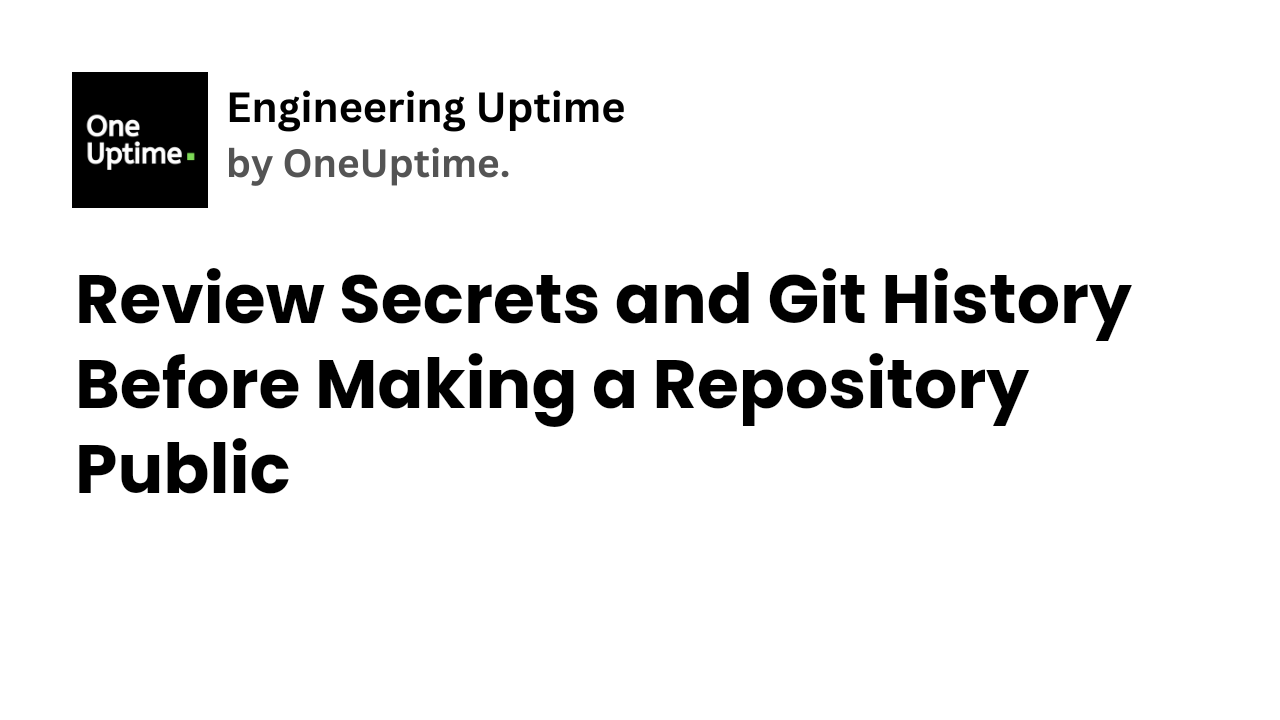 One
Uptime
Engineering Uptime
by OneUptime.
Review Secrets and Git History
Before Making a Repository
Public